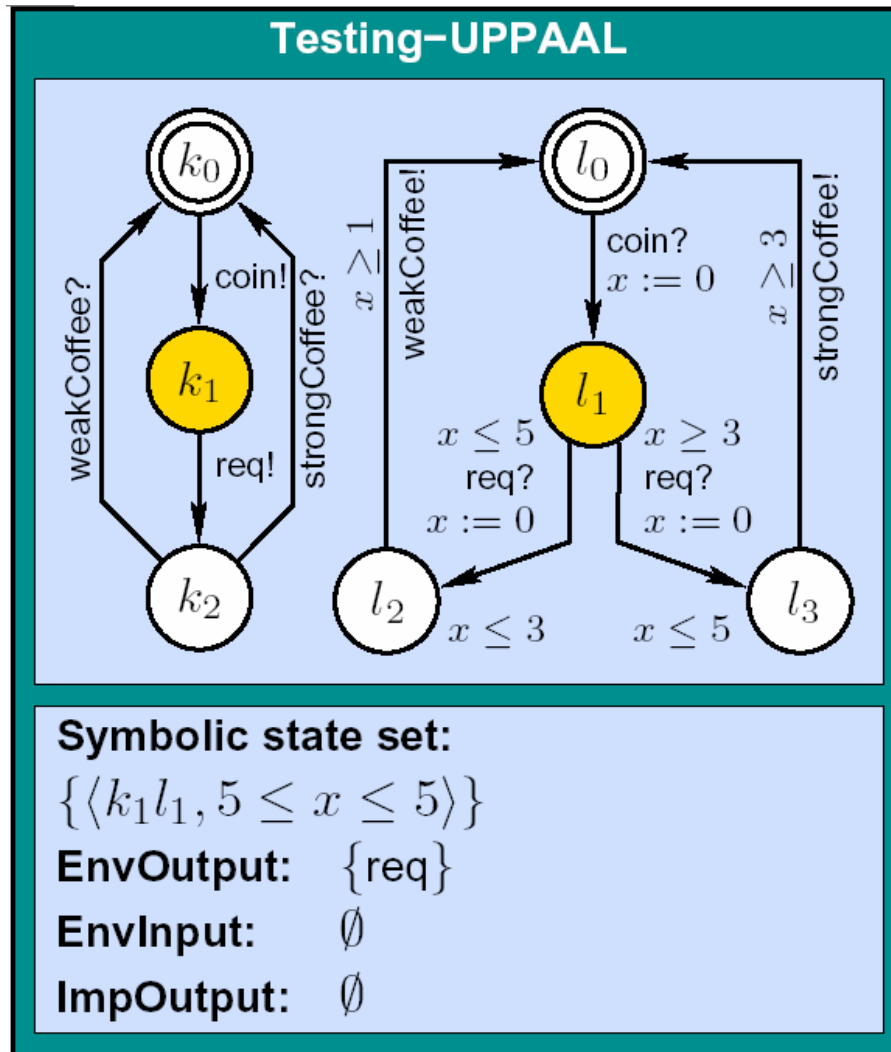 Testing-UPPAAL
k0
coin!
k1
req!
k2
weakCoffee?
strongCoffee?
l0
coin?
x := 0
l1
x ≤ 5
req?
x := 0
x ≥ 3
req?
x := 0
x ≥ 1
weakCoffee!
x ≥ 3
strongCoffee!
l2
x ≤ 3
x ≤ 5
l3
Symbolic state set:
{⟨k1l1, 5 ≤ x ≤ 5⟩}
EnvOutput: {req}
EnvInput: ∅
ImpOutput: ∅